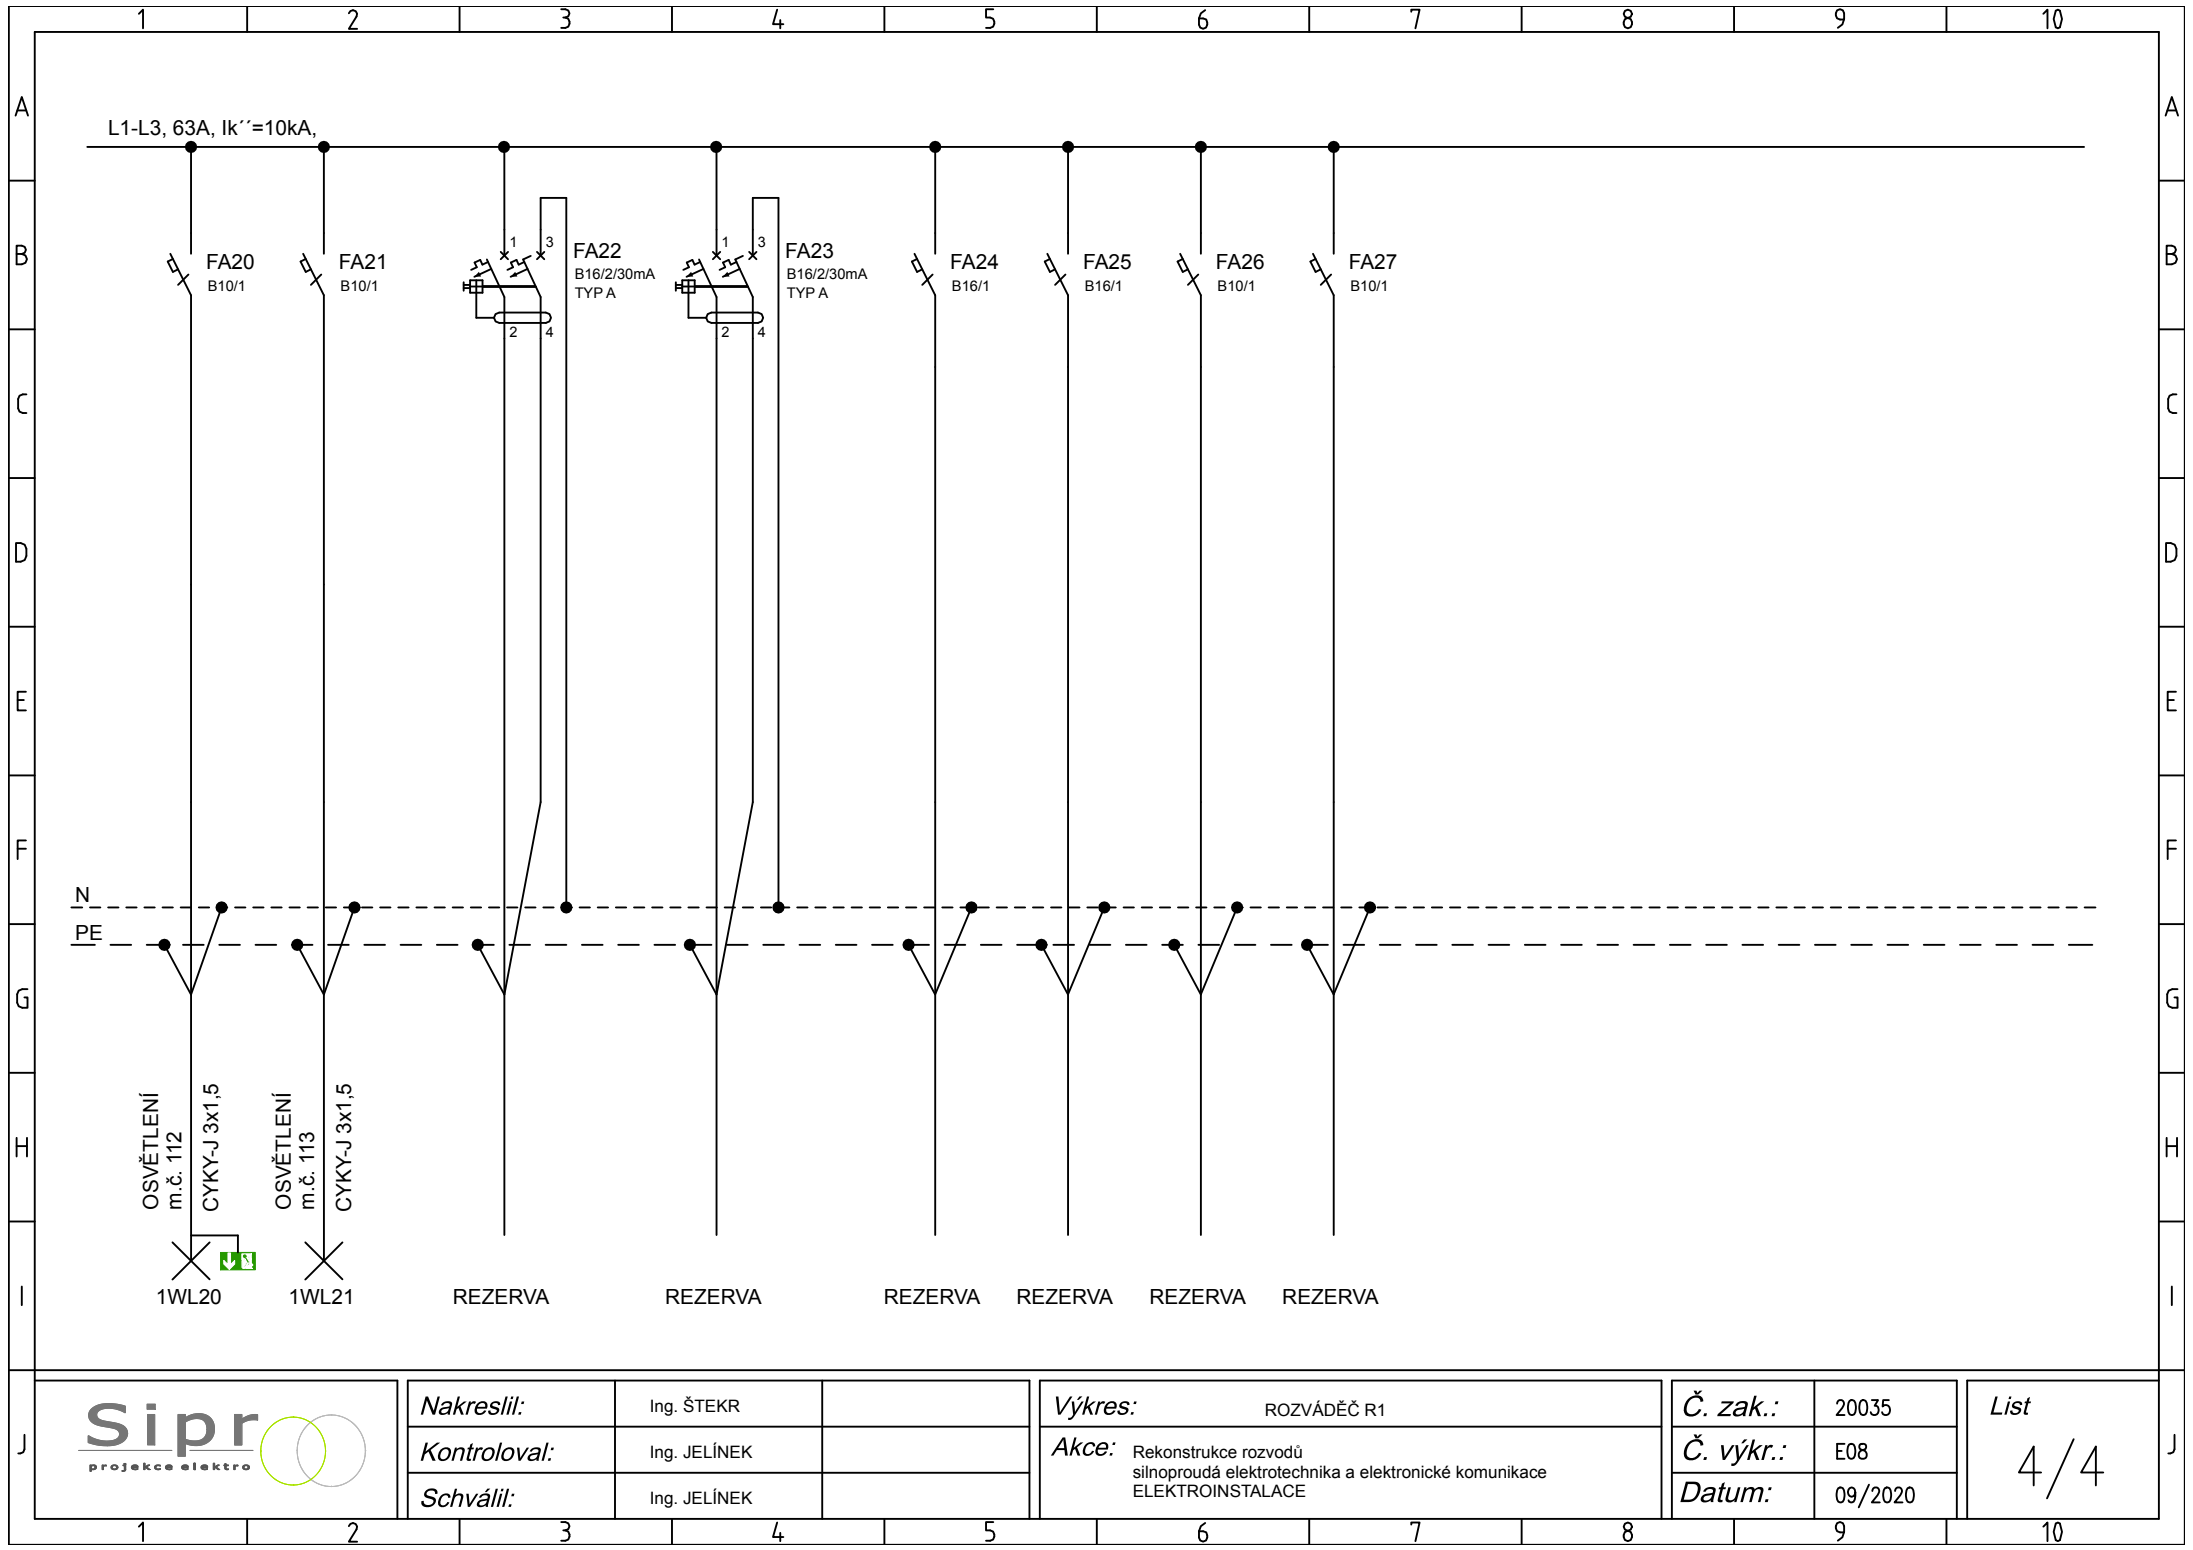 1 2 3 4 5 6 7 8 9 10
A A
L1-L3, 63A, Ik´´=10kA,
B B
FA20
B10/1
FA21
B10/1
1 3
FA22
B16/2/30mA
TYP A
2 4
1 3
FA23
B16/2/30mA
TYP A
2 4
FA24
B16/1
FA25
B16/1
FA26
B10/1
FA27
B10/1
C C
D D
E E
F F
N
PE
G G
H H
OSVĚTLENÍ
m.č. 112
CYKY-J 3x1,5
OSVĚTLENÍ
m.č. 113
CYKY-J 3x1,5
I I
1WL20 1WL21 REZERVA REZERVA REZERVA REZERVA REZERVA REZERVA
J J
Sipro
projekce elektro
Nakreslil: Ing. ŠTEKR
Kontroloval: Ing. JELÍNEK
Schválil: Ing. JELÍNEK
Výkres: ROZVÁDĚČ R1
Akce: Rekonstrukce rozvodů
silnoproudá elektrotechnika a elektronické komunikace
ELEKTROINSTALACE
Č. zak.: 20035
Č. výkr.: E08
Datum: 09/2020
List
4/4
1 2 3 4 5 6 7 8 9 10